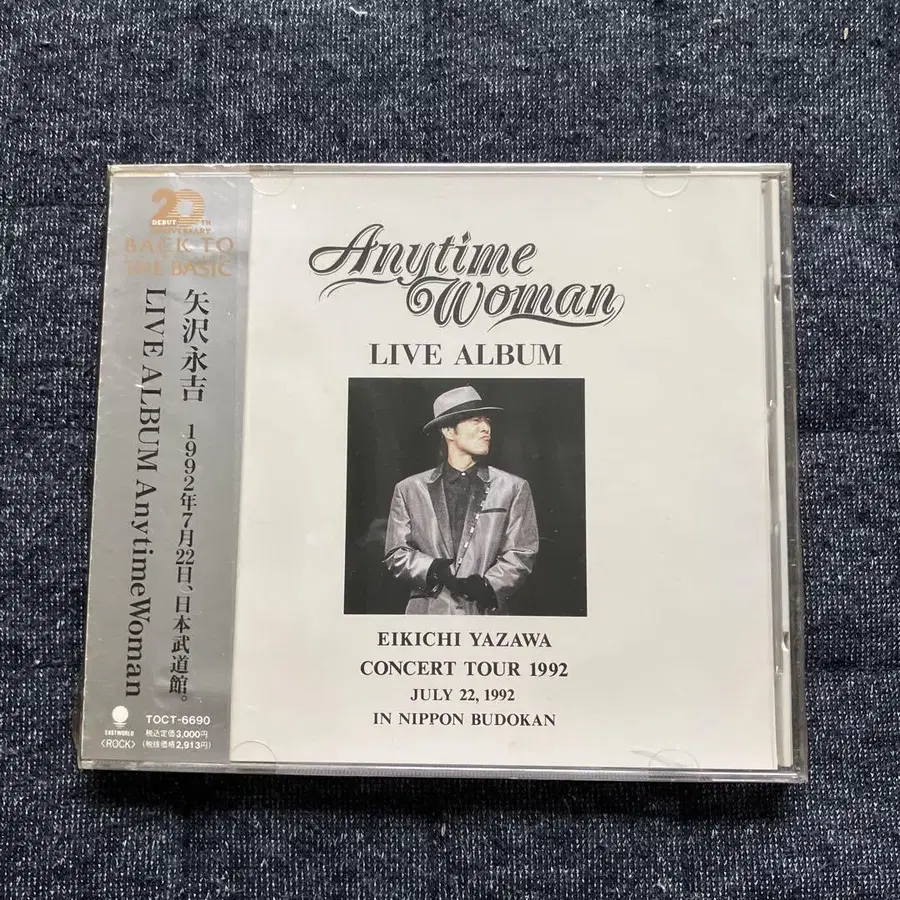 20TH
DEBUT ANNIVERSARY
BACK TO
THE BASIC
矢沢永吉 1992年7月22日、日本武道館。
LIVE ALBUM AnytimeWoman
EASTWORLD
〈ROCK〉
TOCT-6690
税込定価3,000円
(税抜価格2,913円)
Anytime
Woman
LIVE ALBUM
EIKICHI YAZAWA
CONCERT TOUR 1992
JULY 22, 1992
IN NIPPON BUDOKAN